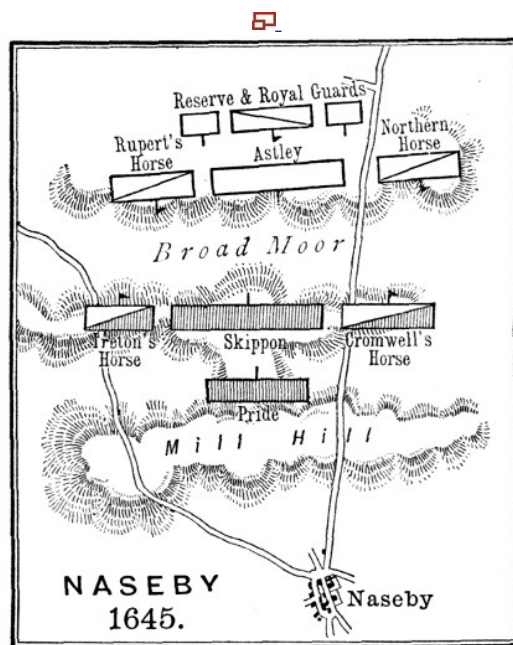 Reserve & Royal Guards
Rupert's
Horse
Astley
Northern
Horse
Broad Moor
Ireton's
Horse
Skippon
Cromwell's
Horse
Pride
Mill Hill
NASEBY
1645.
Naseby